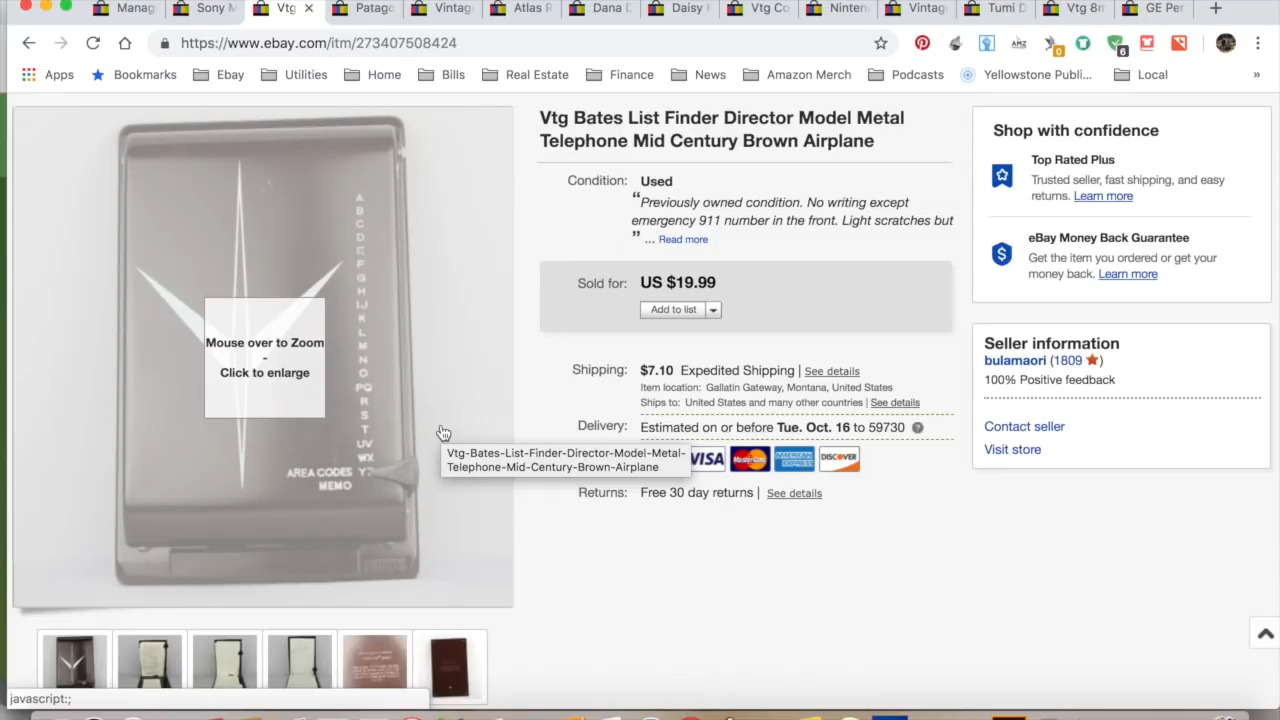 Manag
Sony M
Vtg
Patago
Vintag
Atlas R
Dana D
Daisy
Vtg Co
Ninten
Vintag
Tumi D
Vtg 8m
GE Per
https://www.ebay.com/itm/273407508424
AMZ
0
6
Apps
Bookmarks
Ebay
Utilities
Home
Bills
Real Estate
Finance
News
Amazon Merch
Podcasts
Yellowstone Publi...
Local
»
A
B
C
D
E
F
G
H
IJ
K
L
M
N
O
PQ
R
S
T
UV
WX
YZ
AREA CODES
MEMO
Mouse over to Zoom
-
Click to enlarge
Vtg Bates List Finder Director Model Metal
Telephone Mid Century Brown Airplane
Condition: Used
“Previously owned condition. No writing except
emergency 911 number in the front. Light scratches but
” ... Read more
Sold for: US $19.99
Add to list
Shipping: $7.10 Expedited Shipping | See details
Item location: Gallatin Gateway, Montana, United States
Ships to: United States and many other countries | See details
Delivery: Estimated on or before Tue. Oct. 16 to 59730 ?
Vtg-Bates-List-Finder-Director-Model-Metal-
Telephone-Mid-Century-Brown-Airplane
VISA
MasterCard
AMERICAN EXPRESS
DISCOVER
Returns: Free 30 day returns | See details
Shop with confidence
Top Rated Plus
Trusted seller, fast shipping, and easy
returns. Learn more
eBay Money Back Guarantee
$
Get the item you ordered or get your
money back. Learn more
Seller information
bulamaori (1809 ★)
100% Positive feedback
Contact seller
Visit store
javascript:;